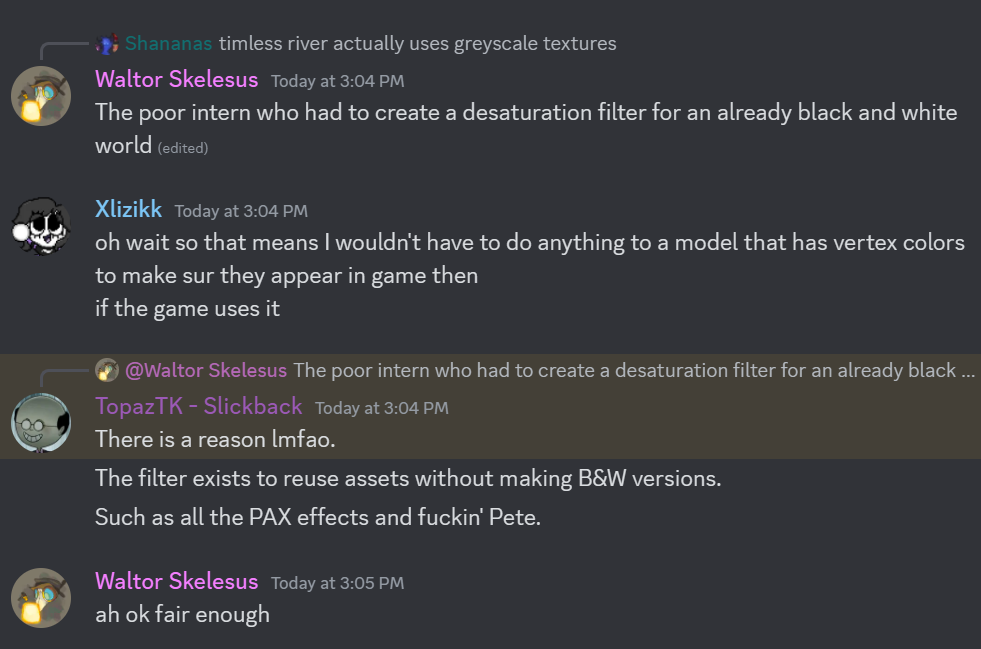 Shananas timless river actually uses greyscale textures
Waltor Skelesus Today at 3:04 PM
The poor intern who had to create a desaturation filter for an already black and white
world (edited)
Xlizikk Today at 3:04 PM
oh wait so that means I wouldn't have to do anything to a model that has vertex colors
to make sur they appear in game then
if the game uses it
@Waltor Skelesus The poor intern who had to create a desaturation filter for an already black ...
TopazTK - Slickback Today at 3:04 PM
There is a reason lmfao.
The filter exists to reuse assets without making B&W versions.
Such as all the PAX effects and fuckin' Pete.
Waltor Skelesus Today at 3:05 PM
ah ok fair enough